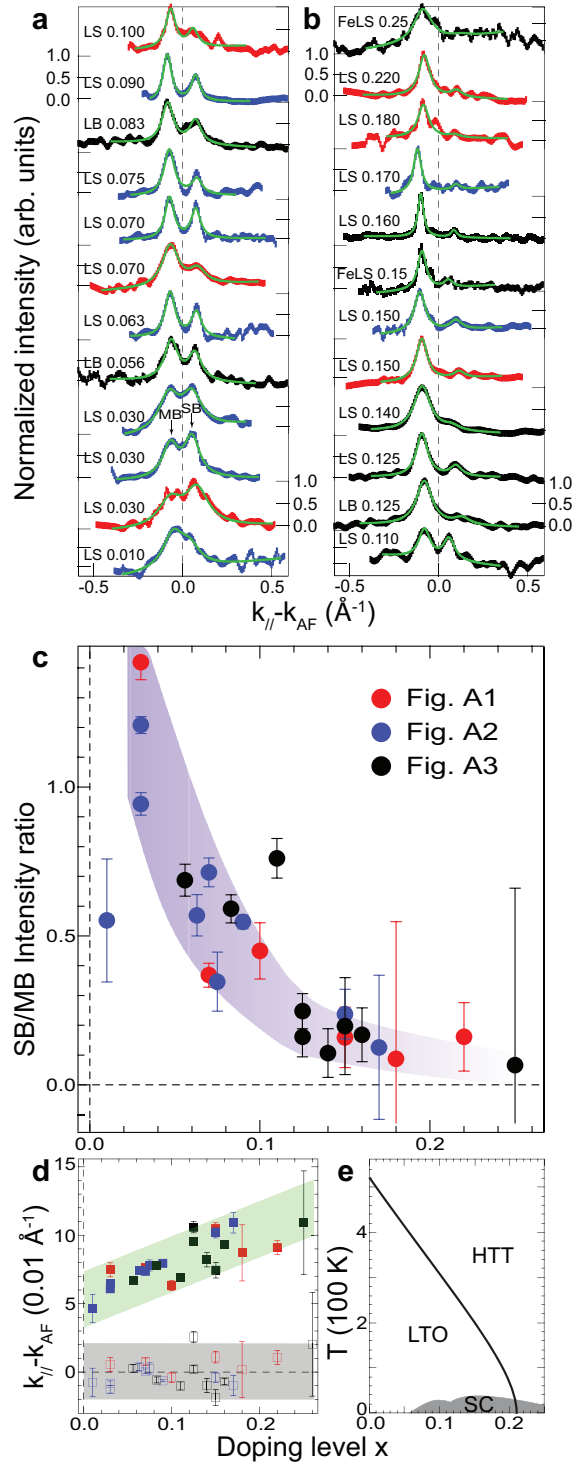 a
LS 0.100
1.0
0.5
LS 0.090
0.0
LB 0.083
LS 0.075
LS 0.070
LS 0.070
LS 0.063
LB 0.056
LS 0.030
MB
SB
LS 0.030
1.0
LS 0.030
0.5
0.0
LS 0.010
-0.5
0.0
0.5
Normalized intensity (arb. units)
b
FeLS 0.25
1.0
0.5
LS 0.220
0.0
LS 0.180
LS 0.170
LS 0.160
FeLS 0.15
LS 0.150
LS 0.150
LS 0.140
LS 0.125
1.0
0.5
LB 0.125
0.0
LS 0.110
-0.5
0.0
0.5
k//-kAF (Å-1)
c
Fig. A1
Fig. A2
Fig. A3
1.0
0.5
0.0
SB/MB Intensity ratio
0.0
0.1
0.2
d
15
10
5
0
k//-kAF (0.01 Å-1)
0.0
0.1
0.2
e
4
2
0
T (100 K)
HTT
LTO
SC
0.0
0.1
0.2
Doping level x